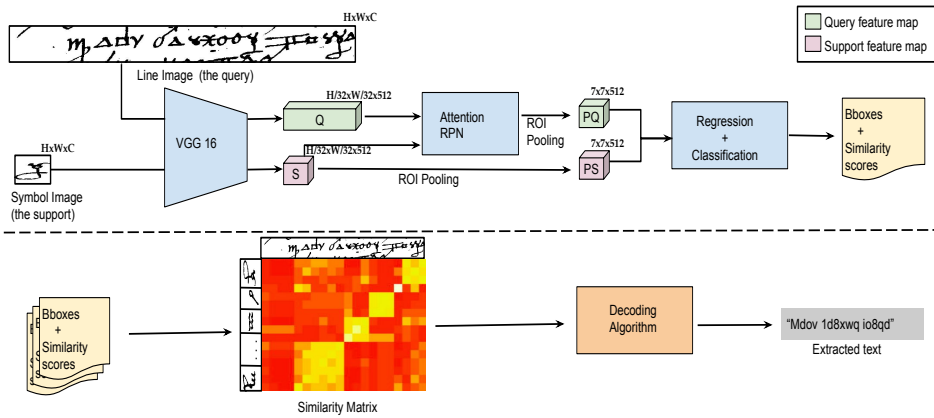 HxWxC
Line Image (the query)
Query feature map
Support feature map
H/32xW/32x512
7x7x512
Q
VGG 16
Attention
RPN
ROI
Pooling
PQ
Regression
+
Classification
Bboxes
+
Similarity
scores
HxWxC
H/32xW/32x512
7x7x512
S
ROI Pooling
PS
Symbol Image
(the support)
Bboxes
+
Similarity
scores
Similarity Matrix
Decoding
Algorithm
“Mdov 1d8xwq io8qd”
Extracted text